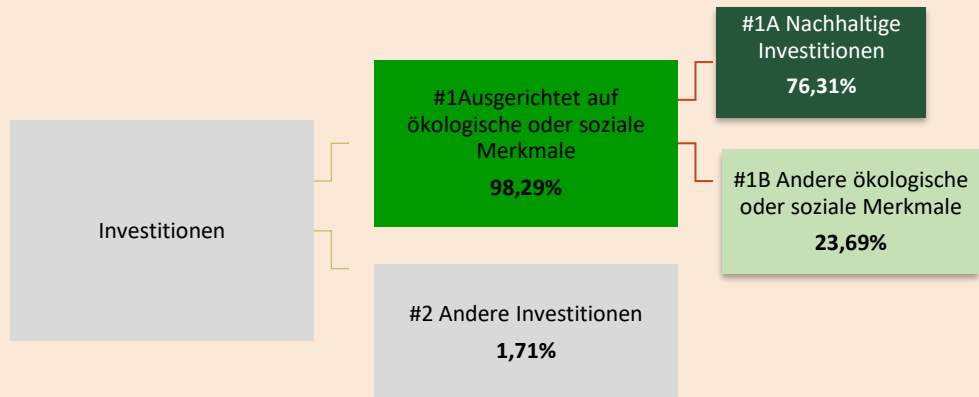 Investitionen
#1Ausgerichtet auf
ökologische oder soziale
Merkmale
98,29%
#2 Andere Investitionen
1,71%
#1A Nachhaltige
Investitionen
76,31%
#1B Andere ökologische
oder soziale Merkmale
23,69%